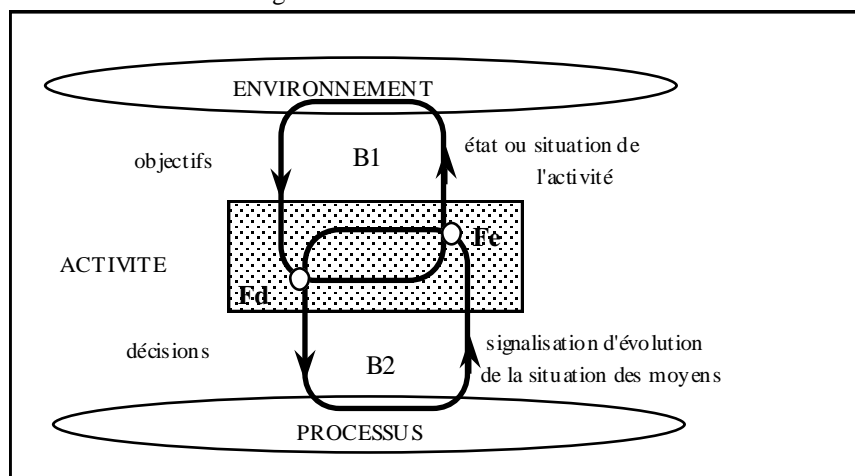 ENVIRONNEMENT
objectifs
B1
état ou situation de
l'activité
Fe
ACTIVITE
Fd
décisions
B2
signalisation d'évolution
de la situation des moyens
PROCESSUS